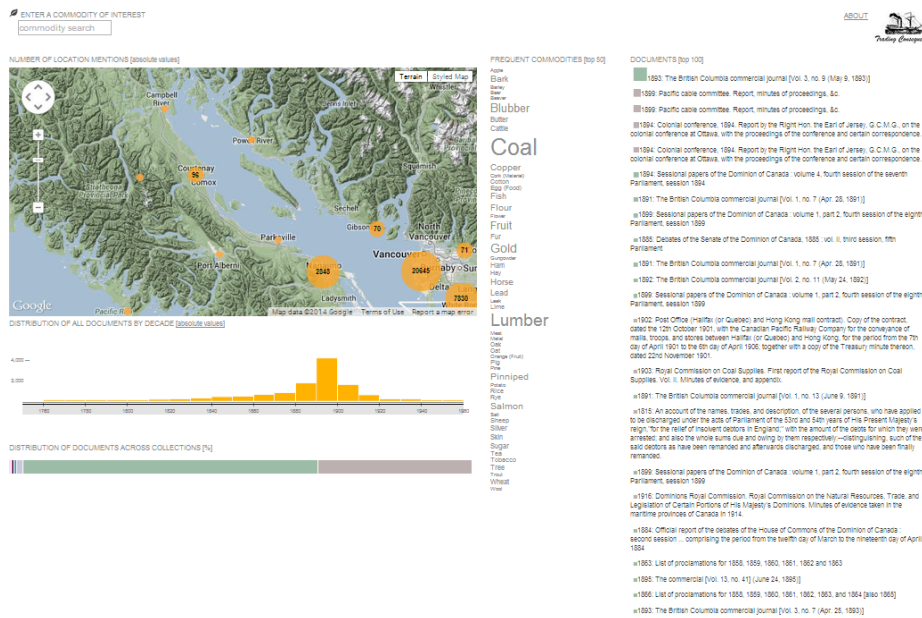 ENTER A COMMODITY OF INTEREST
commodity search
ABOUT
NUMBER OF LOCATION MENTIONS [absolute values]
Terrain
Styled Map
Whistler
Campbell
River
Powell River
Courtenay
96
Comox
Strathcona
Provincial Park
Squamish
Sechelt
Gibson
70
North
Vancouver
Parksville
Vancouver
71
Port Alberni
Nanaimo
2848
20645
Burnaby
Sur
Delta
7830
Ladysmith
Pacific Ri
Google
Map data ©2014 Google
Terms of Use
Report a map error
DISTRIBUTION OF ALL DOCUMENTS BY DECADE [absolute values]
4,000
2,000
1760
1780
1800
1820
1840
1860
1880
1900
1920
1940
1960
DISTRIBUTION OF DOCUMENTS ACROSS COLLECTIONS [%]
FREQUENT COMMODITIES [top 50]
Apple
Bark
Barley
Bear
Beaver
Blubber
Butter
Cattle
Coal
Copper
Cork (Material)
Cotton
Egg (Food)
Fish
Flour
Flower
Fruit
Fur
Gold
Gunpowder
Ham
Hay
Horse
Lead
Leek
Lime
Lumber
Meat
Metal
Oak
Oat
Orange (Fruit)
Pig
Pine
Pinniped
Potato
Rice
Rye
Salmon
Salt
Sheep
Silver
Skin
Sugar
Tea
Tobacco
Tree
Trout
Wheat
Wool
DOCUMENTS [top 100]
1893: The British Columbia commercial journal [Vol. 3, no. 9 (May 9, 1893)]
1899: Pacific cable committee. Report, minutes of proceedings, &c.
1899: Pacific cable committee. Report, minutes of proceedings, &c.
1894: Colonial conference, 1894. Report by the Right Hon. the Earl of Jersey, G.C.M.G., on the
colonial conference at Ottawa, with the proceedings of the conference and certain correspondence.
1894: Colonial conference, 1894. Report by the Right Hon. the Earl of Jersey, G.C.M.G., on the
colonial conference at Ottawa, with the proceedings of the conference and certain correspondence.
1894: Sessional papers of the Dominion of Canada : volume 4, fourth session of the seventh
Parliament, session 1894
1891: The British Columbia commercial journal [Vol. 1, no. 7 (Apr. 28, 1891)]
1899: Sessional papers of the Dominion of Canada : volume 1, part 2, fourth session of the eighth
Parliament, session 1899
1885: Debates of the Senate of the Dominion of Canada, 1885 : vol. II, third session, fifth
Parliament
1891: The British Columbia commercial journal [Vol. 1, no. 7 (Apr. 28, 1891)]
1892: The British Columbia commercial journal [Vol. 2, no. 11 (May 24, 1892)]
1899: Sessional papers of the Dominion of Canada : volume 1, part 2, fourth session of the eighth
Parliament, session 1899
1902: Post Office (Halifax (or Quebec) and Hong Kong mail contract). Copy of the contract,
dated the 12th October 1901, with the Canadian Pacific Railway Company for the conveyance of
mails, troops, and stores between Halifax (or Quebec) and Hong Kong, for the period from the 7th
day of April 1901 to the 6th day of April 1906; together with a copy of the Treasury minute thereon,
dated 22nd November 1901.
1903: Royal Commission on Coal Supplies. First report of the Royal Commission on Coal
Supplies. Vol. II. Minutes of evidence, and appendix.
1891: The British Columbia commercial journal [Vol. 1, no. 13 (June 9, 1891)]
1815: An account of the names, trades, and description, of the several persons, who have applied
to be discharged under the acts of Parliament of the 53rd and 54th years of His Present Majesty's
reign, "for the relief of insolvent debtors in England;" with the amount of the debts for which they were
arrested; and also the whole sums due and owing by them respectively:--distinguishing, such of the
said debtors as have been remanded and afterwards discharged, and those who have been finally
remanded.
1899: Sessional papers of the Dominion of Canada : volume 1, part 2, fourth session of the eighth
Parliament, session 1899
1916: Dominions Royal Commission. Royal Commission on the Natural Resources, Trade, and
Legislation of Certain Portions of His Majesty's Dominions. Minutes of evidence taken in the
maritime provinces of Canada in 1914.
1884: Official report of the debates of the House of Commons of the Dominion of Canada :
second session ... comprising the period from the twelfth day of March to the nineteenth day of April
1884
1863: List of proclamations for 1858, 1859, 1860, 1861, 1862 and 1863
1895: The commercial [Vol. 13, no. 41] (June 24, 1895)]
1866: List of proclamations for 1858, 1859, 1860, 1861, 1862, 1863, and 1864 [also 1865]
1893: The British Columbia commercial journal [Vol. 3, no. 7 (Apr. 25, 1893)]